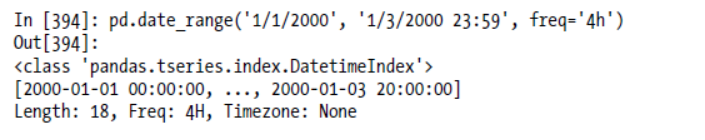 In [394]: pd.date_range('1/1/2000', '1/3/2000 23:59', freq='4h')
Out[394]:
<class 'pandas.tseries.index.DatetimeIndex'>
[2000-01-01 00:00:00, ..., 2000-01-03 20:00:00]
Length: 18, Freq: 4H, Timezone: None